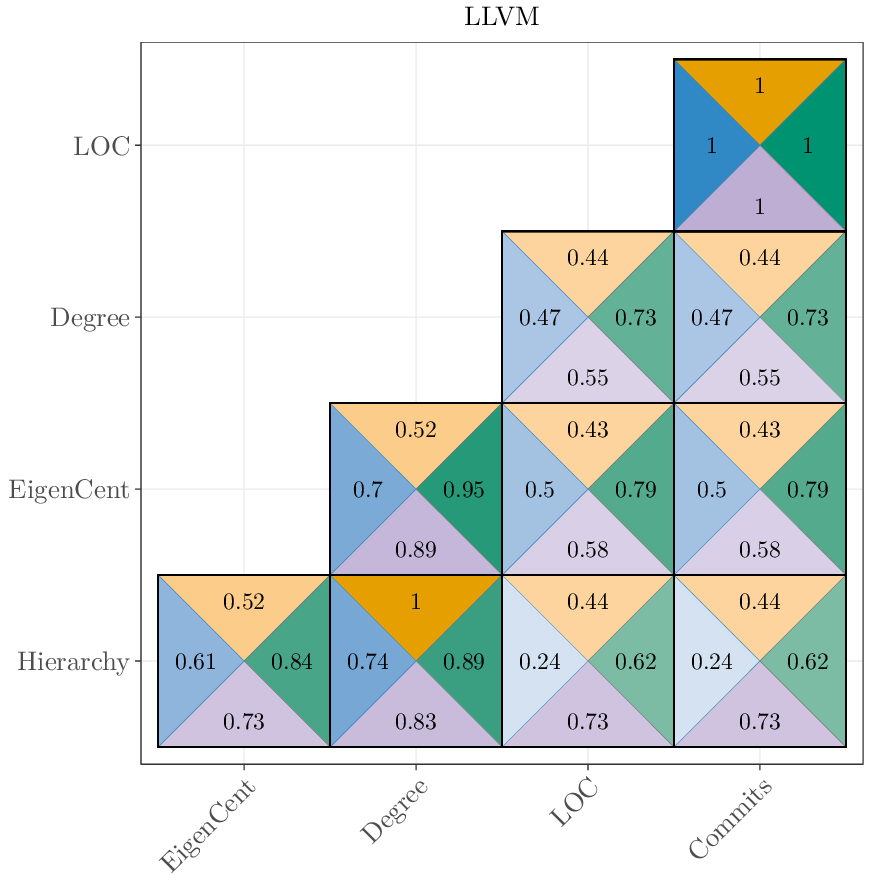 LLVM
1
LOC
1 1
1
0.44 0.44
Degree
0.47 0.73 0.47 0.73
0.55 0.55
0.52 0.43 0.43
EigenCent
0.7 0.95 0.5 0.79 0.5 0.79
0.89 0.58 0.58
0.52 1 0.44 0.44
Hierarchy
0.61 0.84 0.74 0.89 0.24 0.62 0.24 0.62
0.73 0.83 0.73 0.73
EigenCent
Degree
LOC
Commits